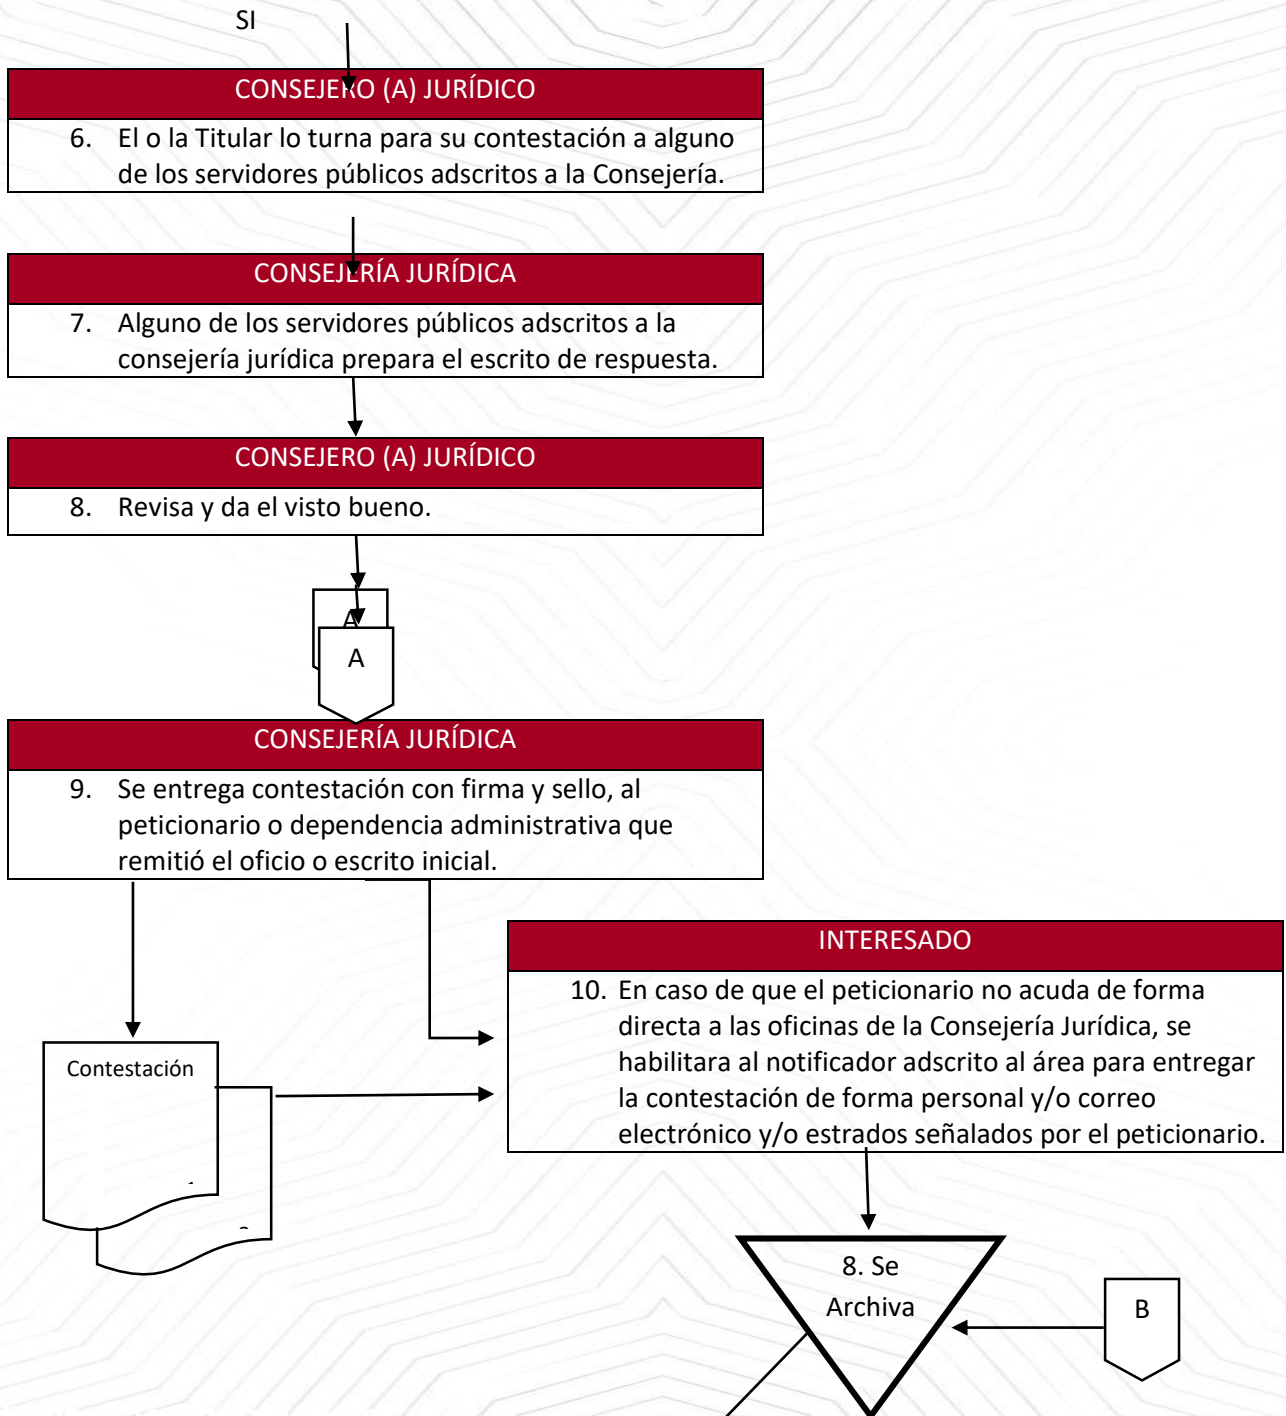 SI
CONSEJERO (A) JURÍDICO
6. El o la Titular lo turna para su contestación a alguno
de los servidores públicos adscritos a la Consejería.
CONSEJERÍA JURÍDICA
7. Alguno de los servidores públicos adscritos a la
consejería jurídica prepara el escrito de respuesta.
CONSEJERO (A) JURÍDICO
8. Revisa y da el visto bueno.
A
A
CONSEJERÍA JURÍDICA
9. Se entrega contestación con firma y sello, al
peticionario o dependencia administrativa que
remitió el oficio o escrito inicial.
INTERESADO
10. En caso de que el peticionario no acuda de forma
directa a las oficinas de la Consejería Jurídica, se
habilitara al notificador adscrito al área para entregar
la contestación de forma personal y/o correo
electrónico y/o estrados señalados por el peticionario.
Contestación
8. Se
Archiva
B